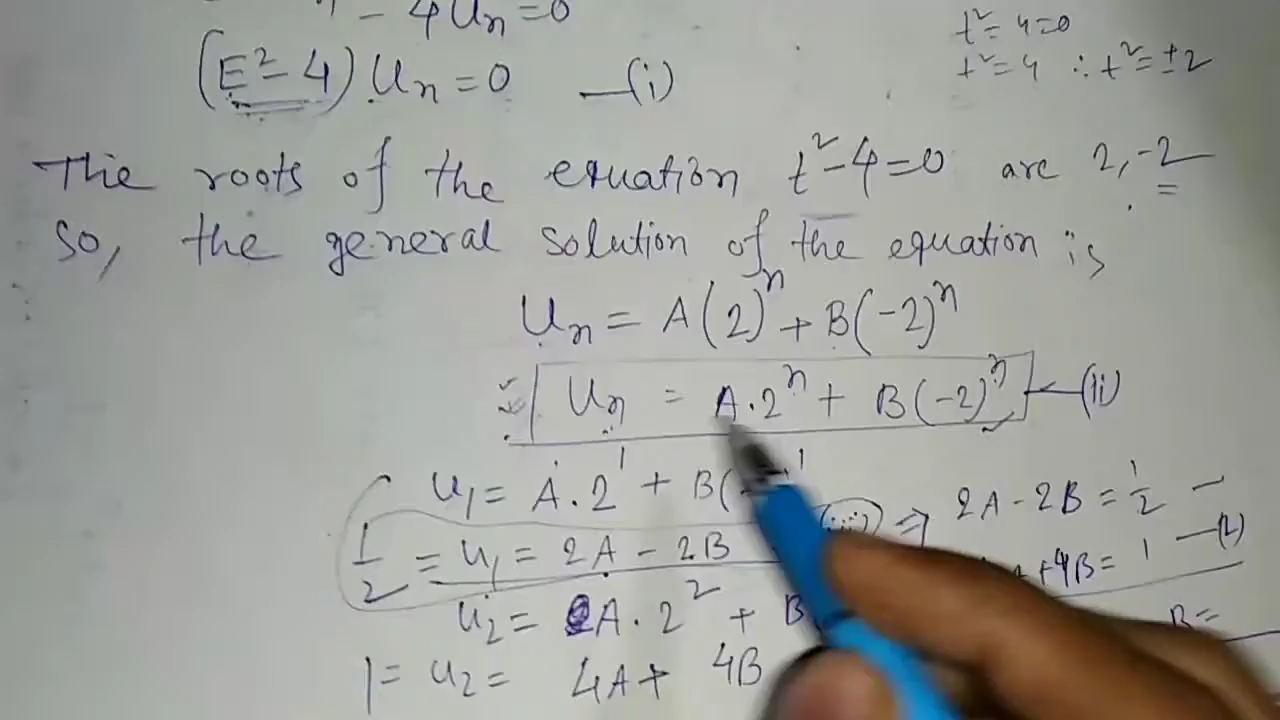 - 4Un = 0
(E² - 4) Un = 0 —(i)
t² - 4 = 0
t² = 4 ∴ t² = ±2
The roots of the equation t² - 4 = 0 are 2, -2
So, the general solution of the equation is
Un = A(2)ⁿ + B(-2)ⁿ
Un = A·2ⁿ + B(-2)ⁿ —(ii)
u₁ = A·2¹ + B(
1/2 = u₁ = 2A - 2B (iii) ⇒ 2A - 2B = 1/2 —
+4B = 1 —(2)
u₂ = A·2² + B
B =
1 = u₂ = 4A + 4B